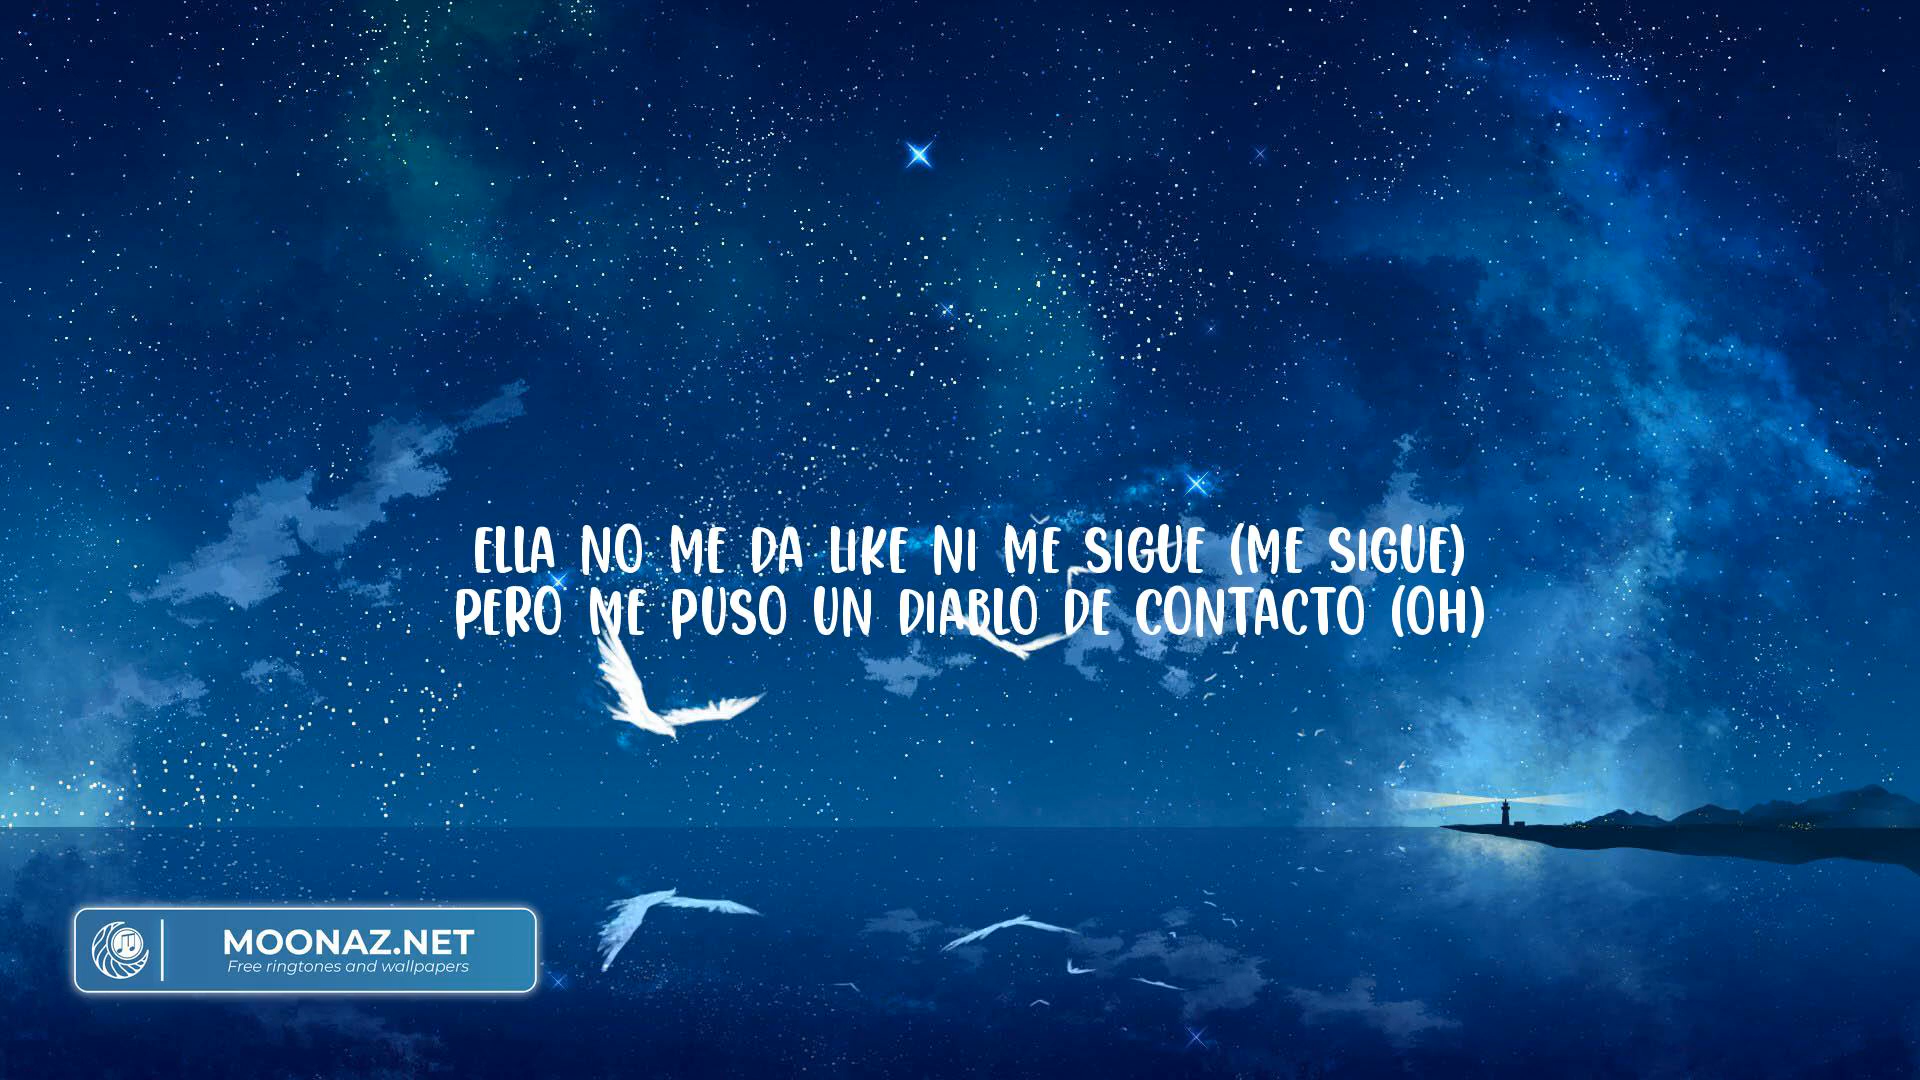 ELLA NO ME DA LIKE NI ME SIGUE (ME SIGUE)
PERO ME PUSO UN DIABLO DE CONTACTO (OH)
MOONAZ.NET
Free ringtones and wallpapers